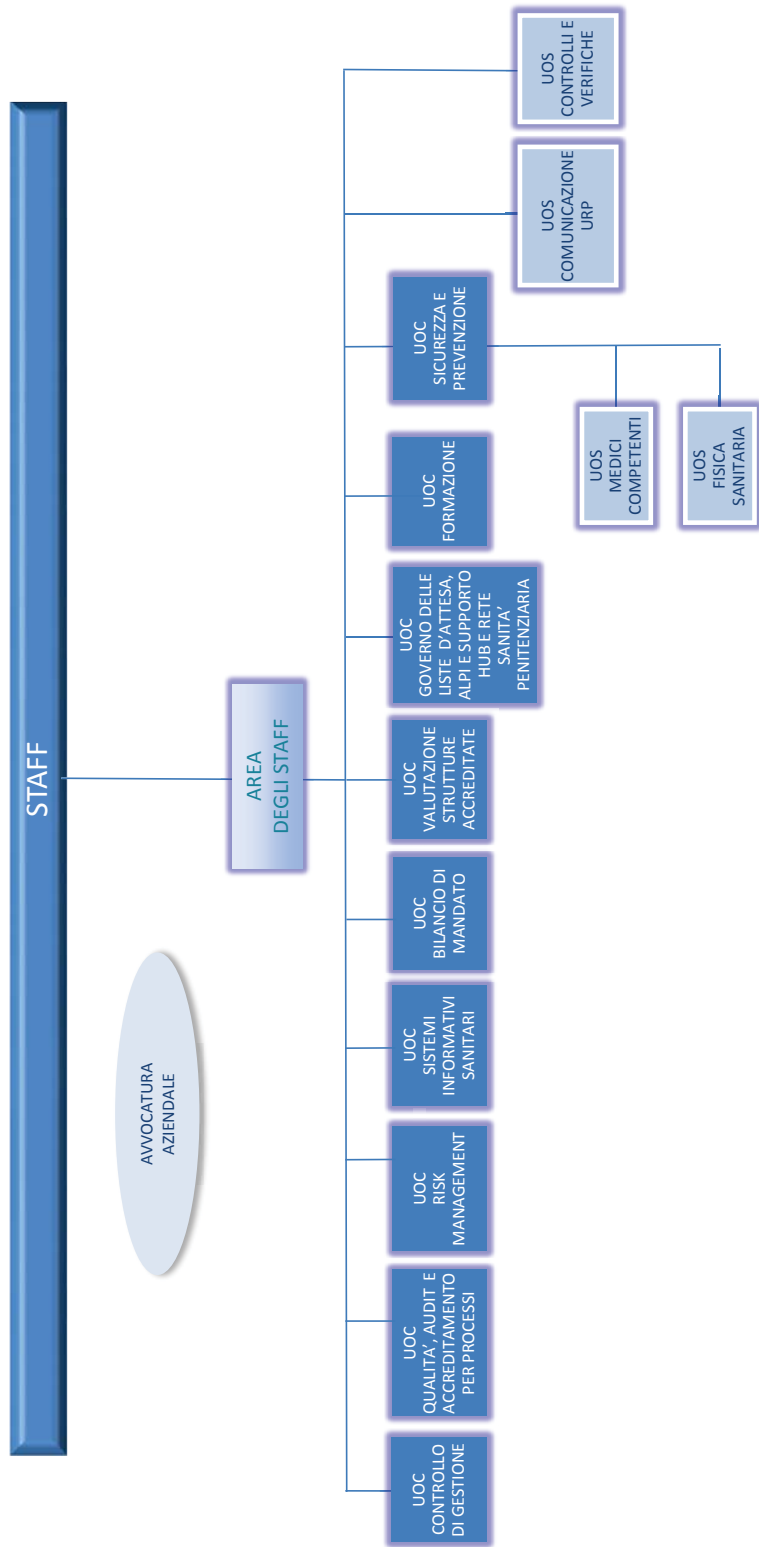 STAFF
AVVOCATURA
AZIENDALE
AREA
DEGLI STAFF
UOC
CONTROLLO
DI GESTIONE
UOC
QUALITA’, AUDIT E
ACCREDITAMENTO
PER PROCESSI
UOC
RISK
MANAGEMENT
UOC
SISTEMI
INFORMATIVI
SANITARI
UOC
BILANCIO DI
MANDATO
UOC
VALUTAZIONE
STRUTTURE
ACCREDITATE
UOC
GOVERNO DELLE
LISTE D’ATTESA,
ALPI E SUPPORTO
HUB E RETE
SANITA’
PENITENZIARIA
UOC
FORMAZIONE
UOC
SICUREZZA E
PREVENZIONE
UOS
COMUNICAZIONE
URP
UOS
CONTROLLI E
VERIFICHE
UOS
MEDICI
COMPETENTI
UOS
FISICA
SANITARIA